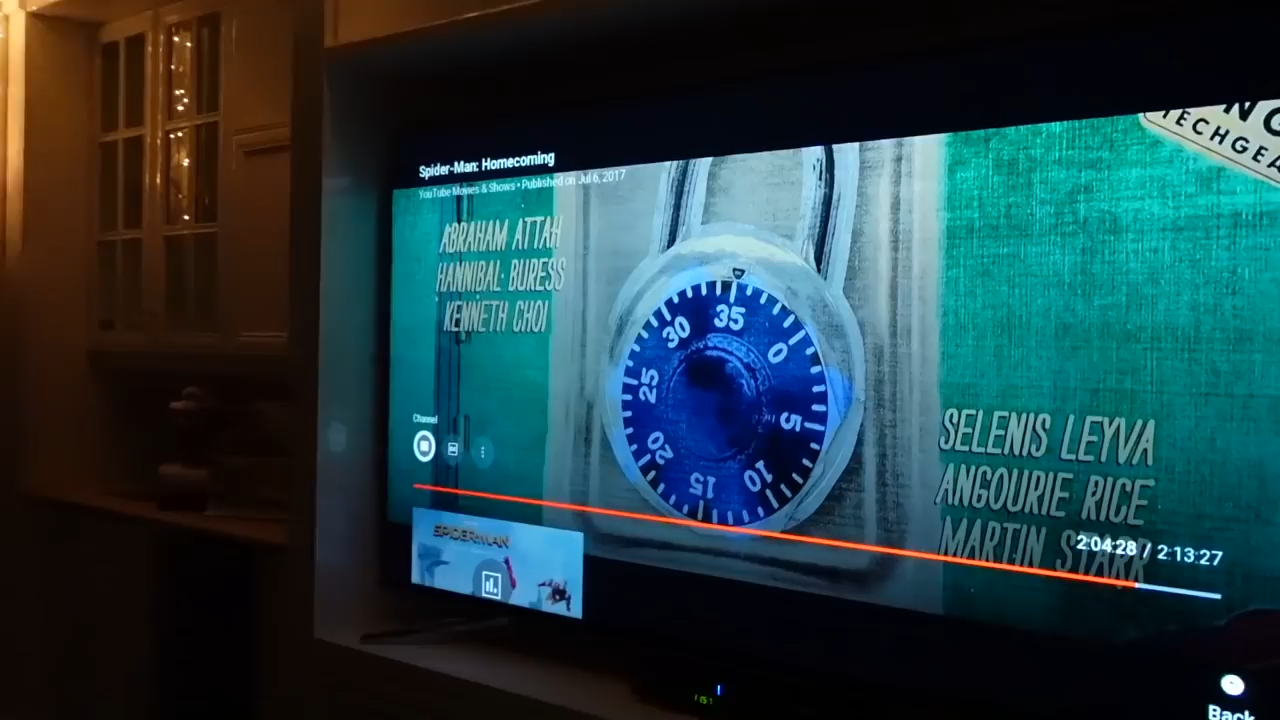 Spider-Man: Homecoming
YouTube Movies & Shows • Published on Jul 6, 2017
TECHGEA
ABRAHAM ATTAH
HANNIBAL BURESS
KENNETH CHOI
35
30
0
25
5
20
10
15
Channel
SELENIS LEYVA
ANGOURIE RICE
MARTIN STARR
2:04:28 / 2:13:27
SPIDER-MAN
Back